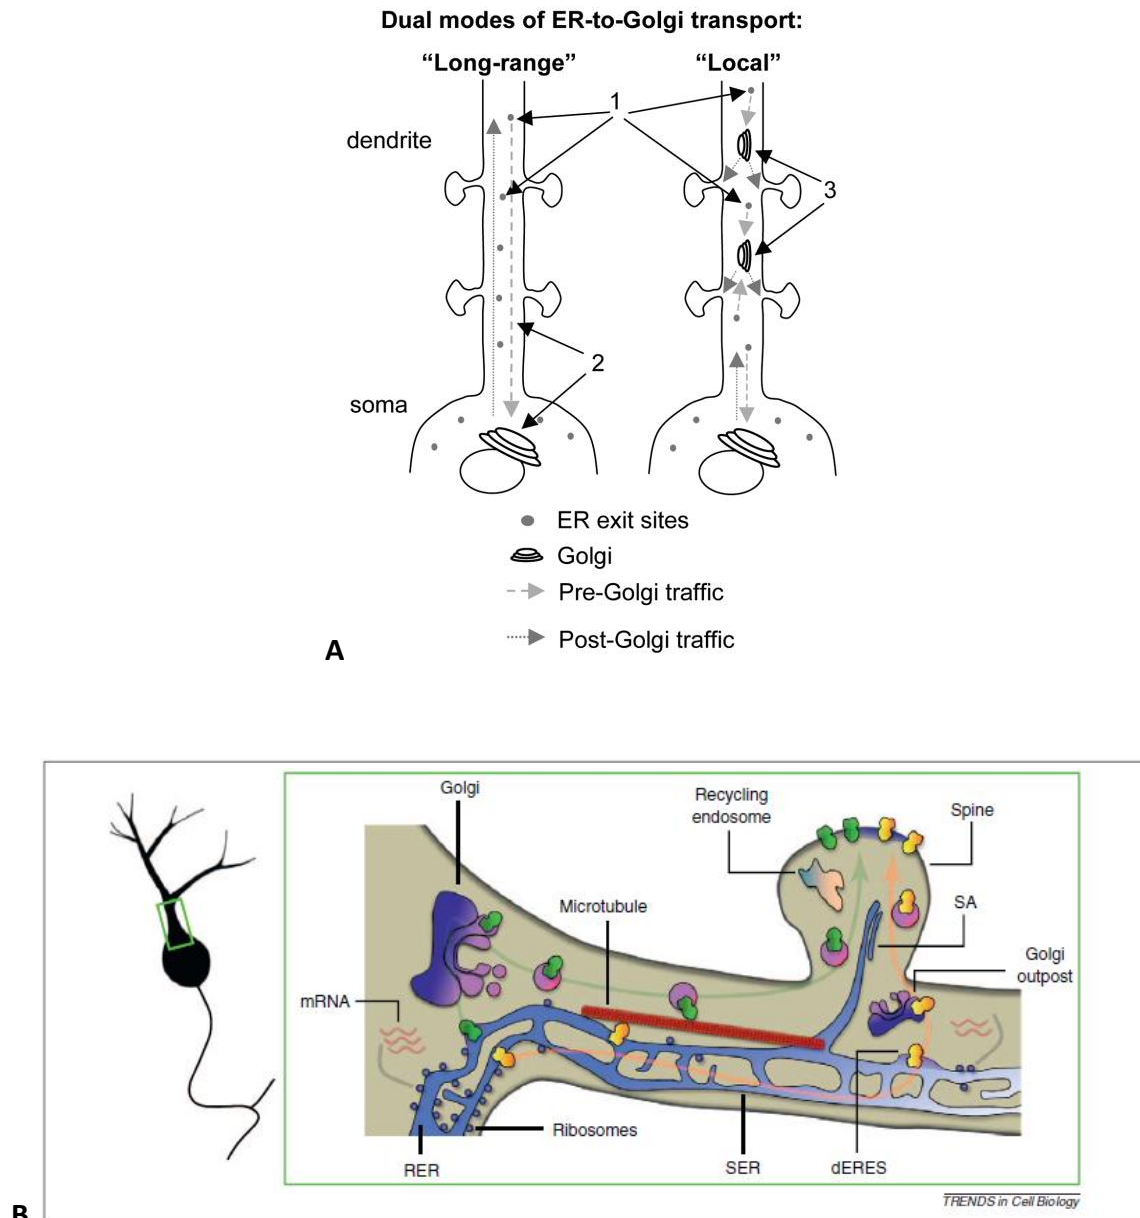 Dual modes of ER-to-Golgi transport:
“Long-range”
“Local”
1
dendrite
3
2
soma
ER exit sites
Golgi
Pre-Golgi traffic
Post-Golgi traffic
A
Golgi
Recycling
endosome
Spine
Microtubule
SA
Golgi
outpost
mRNA
Ribosomes
RER
SER
dERES
TRENDS in Cell Biology
B